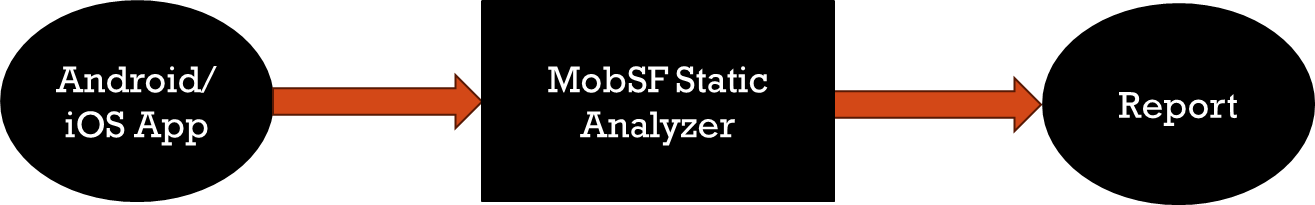 Android/
iOS App
MobSF Static
Analyzer
Report